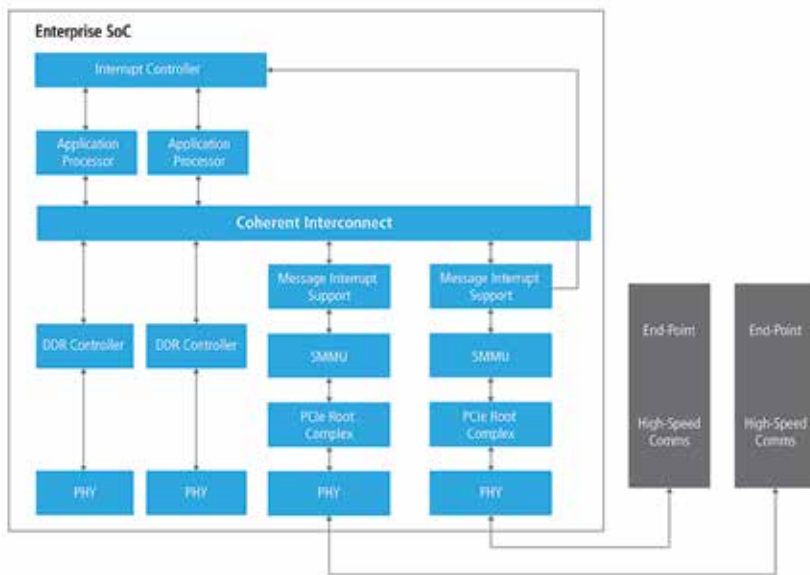 Enterprise SoC
Interrupt Controller
Application
Processor
Application
Processor
Coherent Interconnect
Message Interrupt
Support
Message Interrupt
Support
DDR Controller
DDR Controller
SMMU
SMMU
PCIe Root
Complex
PCIe Root
Complex
PHY
PHY
PHY
PHY
End-Point
High-Speed
Comms
End-Point
High-Speed
Comms